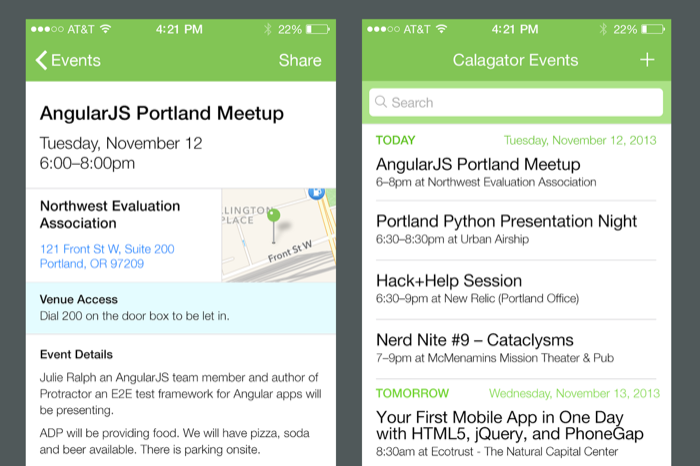 AT&T 4:21 PM 22%
Events Share
AngularJS Portland Meetup
Tuesday, November 12
6:00–8:00pm
Northwest Evaluation
Association
121 Front St W, Suite 200
Portland, OR 97209
LINGTON
PLACE
Front St W
Venue Access
Dial 200 on the door box to be let in.
Event Details
Julie Ralph an AngularJS team member and author of
Protractor an E2E test framework for Angular apps will
be presenting.
ADP will be providing food. We will have pizza, soda
and beer available. There is parking onsite.
AT&T 4:21 PM 22%
Calagator Events +
Search
TODAY Tuesday, November 12, 2013
AngularJS Portland Meetup
6–8pm at Northwest Evaluation Association
Portland Python Presentation Night
6:30–8:30pm at Urban Airship
Hack+Help Session
6:30–9pm at New Relic (Portland Office)
Nerd Nite #9 – Cataclysms
7–9pm at McMenamins Mission Theater & Pub
TOMORROW Wednesday, November 13, 2013
Your First Mobile App in One Day
with HTML5, jQuery, and PhoneGap
8:30am at Ecotrust - The Natural Capital Center